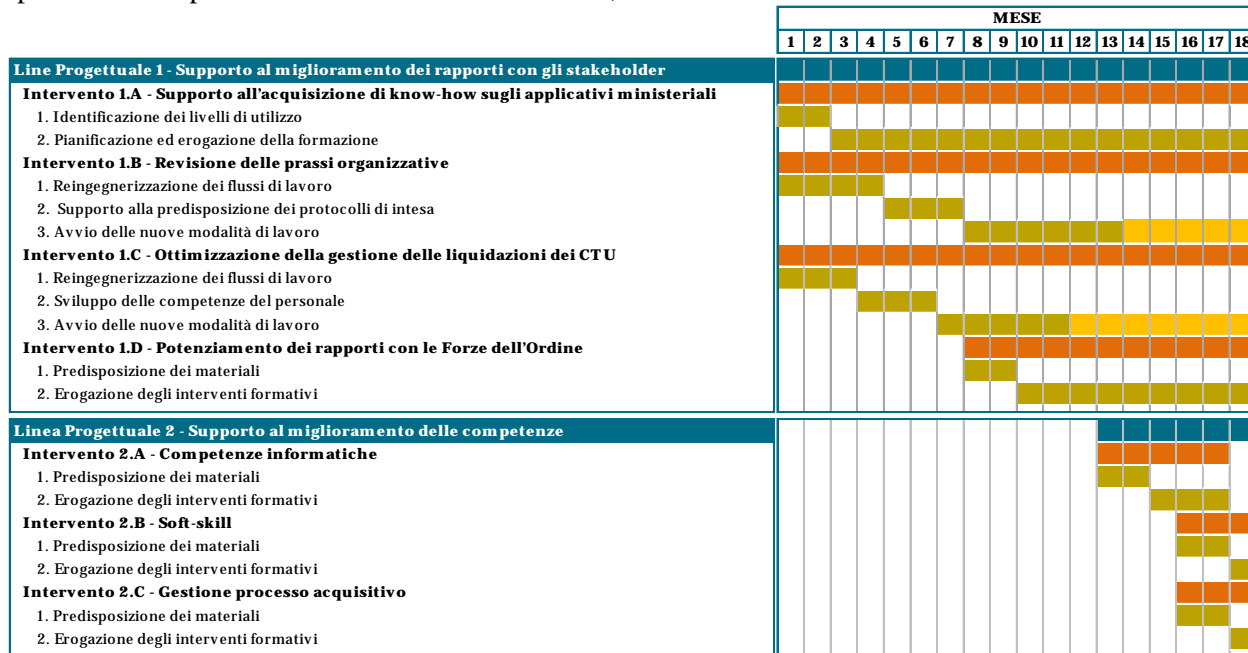 MESE
1 2 3 4 5 6 7 8 9 10 11 12 13 14 15 16 17 18
Line Progettuale 1 - Supporto al miglioramento dei rapporti con gli stakeholder
Intervento 1.A - Supporto all'acquisizione di know-how sugli applicativi ministeriali
1. Identificazione dei livelli di utilizzo
2. Pianificazione ed erogazione della formazione
Intervento 1.B - Revisione delle prassi organizzative
1. Reingegnerizzazione dei flussi di lavoro
2. Supporto alla predisposizione dei protocolli di intesa
3. Avvio delle nuove modalità di lavoro
Intervento 1.C - Ottimizzazione della gestione delle liquidazioni dei CTU
1. Reingegnerizzazione dei flussi di lavoro
2. Sviluppo delle competenze del personale
3. Avvio delle nuove modalità di lavoro
Intervento 1.D - Potenziamento dei rapporti con le Forze dell'Ordine
1. Predisposizione dei materiali
2. Erogazione degli interventi formativi
Linea Progettuale 2 - Supporto al miglioramento delle competenze
Intervento 2.A - Competenze informatiche
1. Predisposizione dei materiali
2. Erogazione degli interventi formativi
Intervento 2.B - Soft-skill
1. Predisposizione dei materiali
2. Erogazione degli interventi formativi
Intervento 2.C - Gestione processo acquisitivo
1. Predisposizione dei materiali
2. Erogazione degli interventi formativi